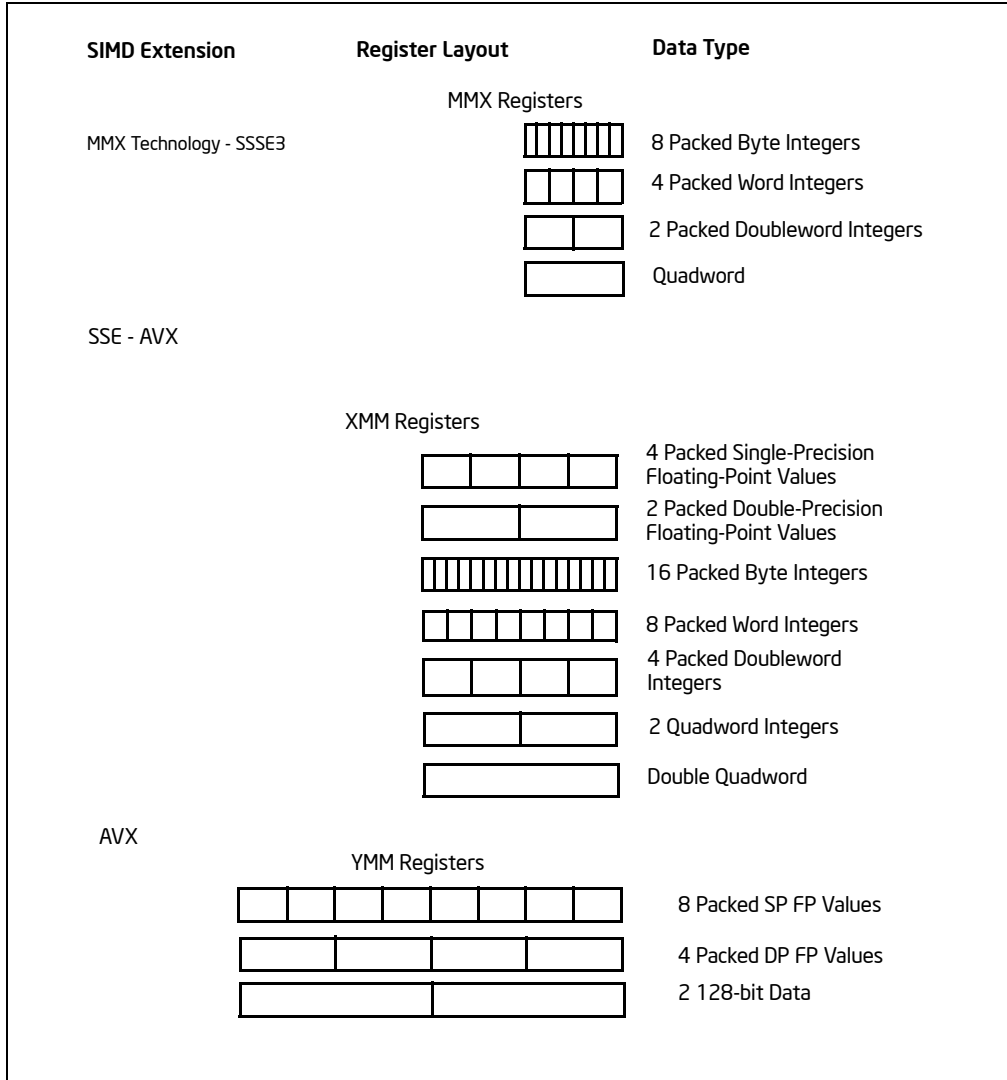 SIMD Extension Register Layout Data Type
MMX Registers
MMX Technology - SSSE3 8 Packed Byte Integers
4 Packed Word Integers
2 Packed Doubleword Integers
Quadword
SSE - AVX
XMM Registers
4 Packed Single-Precision
Floating-Point Values
2 Packed Double-Precision
Floating-Point Values
16 Packed Byte Integers
8 Packed Word Integers
4 Packed Doubleword
Integers
2 Quadword Integers
Double Quadword
AVX
YMM Registers
8 Packed SP FP Values
4 Packed DP FP Values
2 128-bit Data